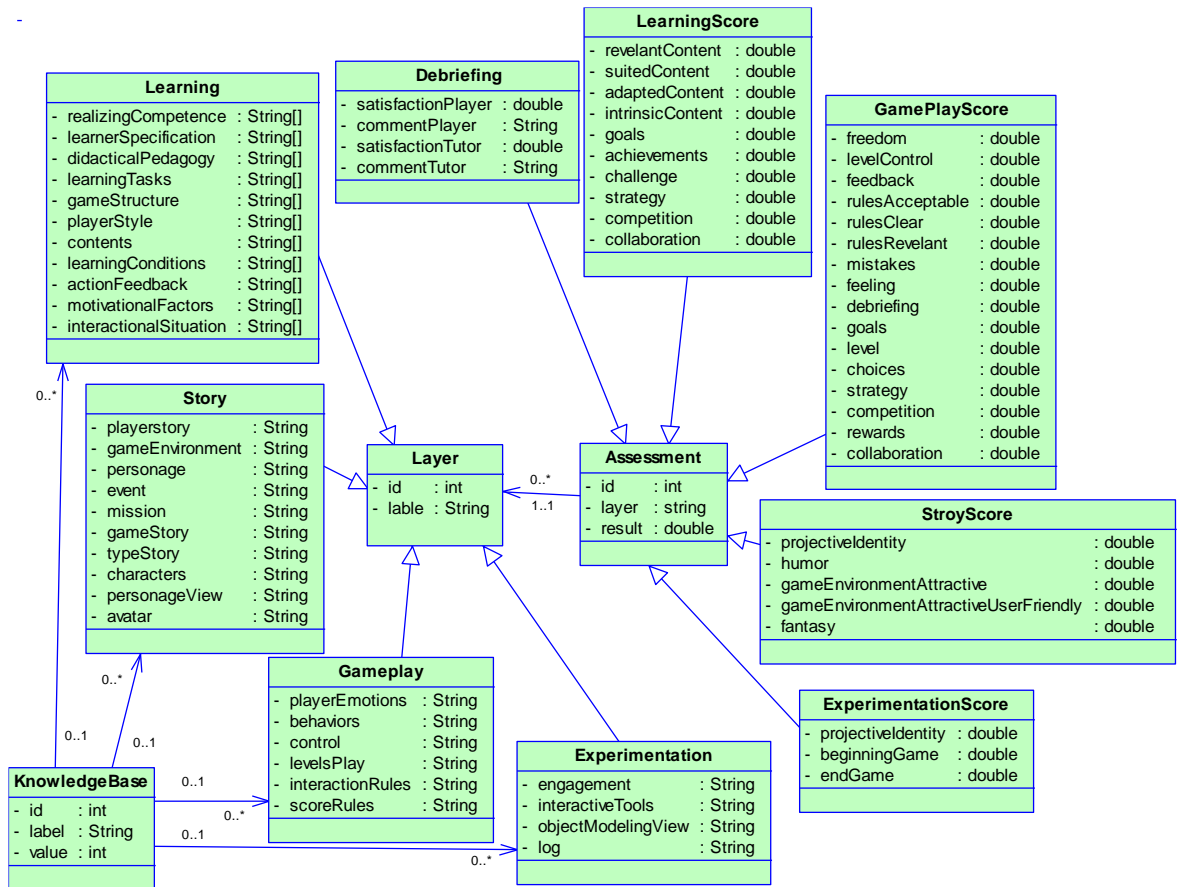 -
Learning
- realizingCompetence : String[]
- learnerSpecification : String[]
- didacticalPedagogy : String[]
- learningTasks : String[]
- gameStructure : String[]
- playerStyle : String[]
- contents : String[]
- learningConditions : String[]
- actionFeedback : String[]
- motivationalFactors : String[]
- interactionalSituation : String[]
Debriefing
- satisfactionPlayer : double
- commentPlayer : String
- satisfactionTutor : double
- commentTutor : String
LearningScore
- revelantContent : double
- suitedContent : double
- adaptedContent : double
- intrinsicContent : double
- goals : double
- achievements : double
- challenge : double
- strategy : double
- competition : double
- collaboration : double
GamePlayScore
- freedom : double
- levelControl : double
- feedback : double
- rulesAcceptable : double
- rulesClear : double
- rulesRevelant : double
- mistakes : double
- feeling : double
- debriefing : double
- goals : double
- level : double
- choices : double
- strategy : double
- competition : double
- rewards : double
- collaboration : double
0..*
Story
- playerstory : String
- gameEnvironment : String
- personage : String
- event : String
- mission : String
- gameStory : String
- typeStory : String
- characters : String
- personageView : String
- avatar : String
Layer
- id : int
- lable : String
0..*
1..1
Assessment
- id : int
- layer : string
- result : double
StroyScore
- projectiveIdentity : double
- humor : double
- gameEnvironmentAttractive : double
- gameEnvironmentAttractiveUserFriendly : double
- fantasy : double
0..*
0..1
0..1
Gameplay
- playerEmotions : String
- behaviors : String
- control : String
- levelsPlay : String
- interactionRules : String
- scoreRules : String
ExperimentationScore
- projectiveIdentity : double
- beginningGame : double
- endGame : double
KnowledgeBase
- id : int
- label : String
- value : int
0..1
0..*
0..1
0..*
Experimentation
- engagement : String
- interactiveTools : String
- objectModelingView : String
- log : String